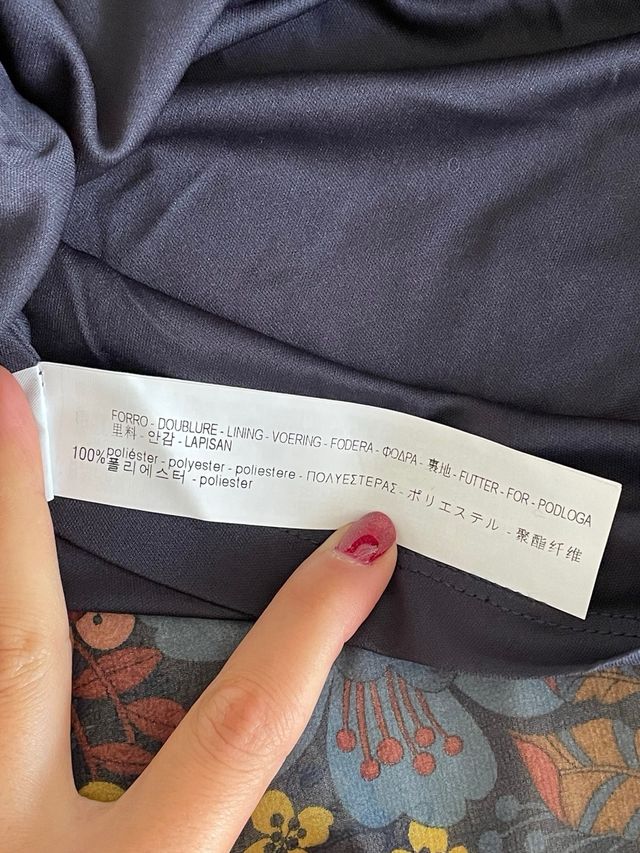 FORRO - DOUBLURE - LINING - VOERING - FODERA - ΦΟΔΡΑ - 裏地 - FUTTER - FOR - PODLOGA
里料 - 안감 - LAPISAN
100% poliéster - polyester - poliestere - ΠΟΛΥΕΣΤΕΡΑΣ - ポリエステル - 聚酯纤维
폴리에스터 - poliester